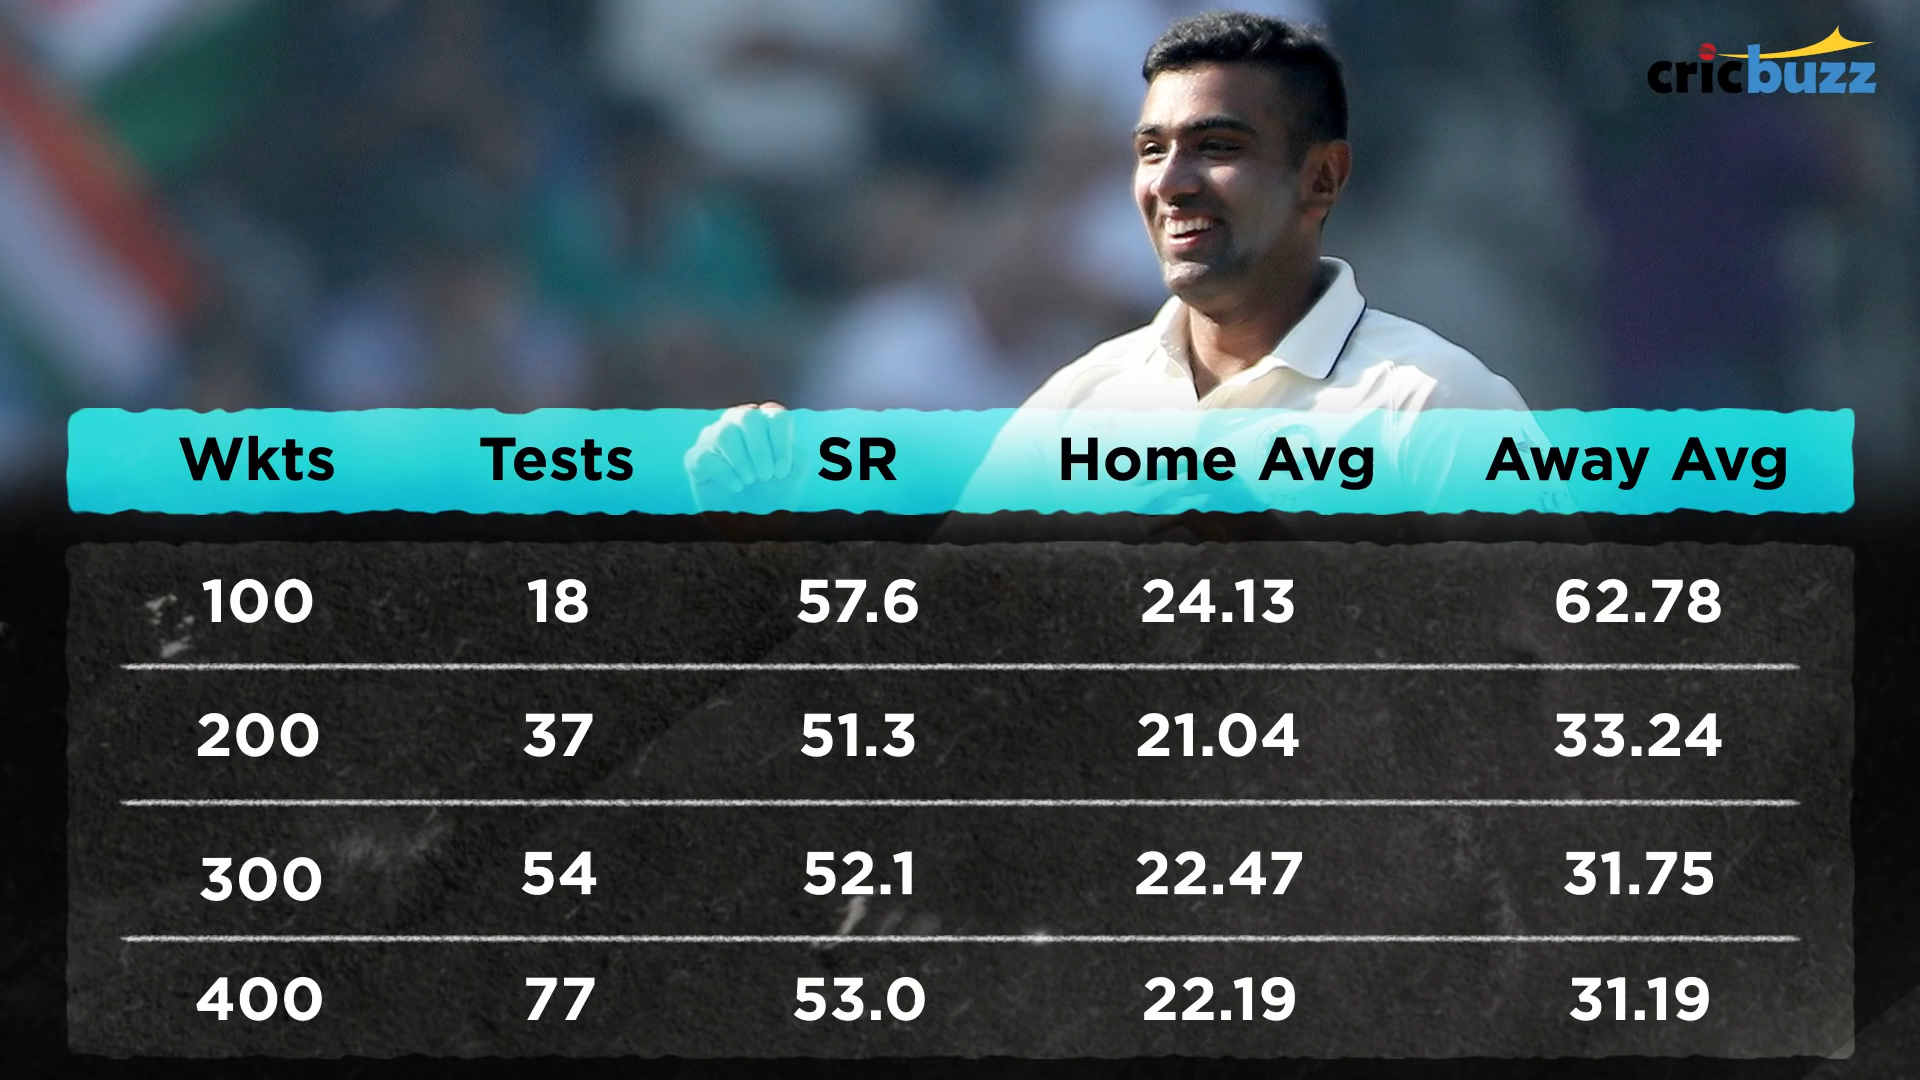 cricbuzz
Wkts Tests SR Home Avg Away Avg
100 18 57.6 24.13 62.78
200 37 51.3 21.04 33.24
300 54 52.1 22.47 31.75
400 77 53.0 22.19 31.19